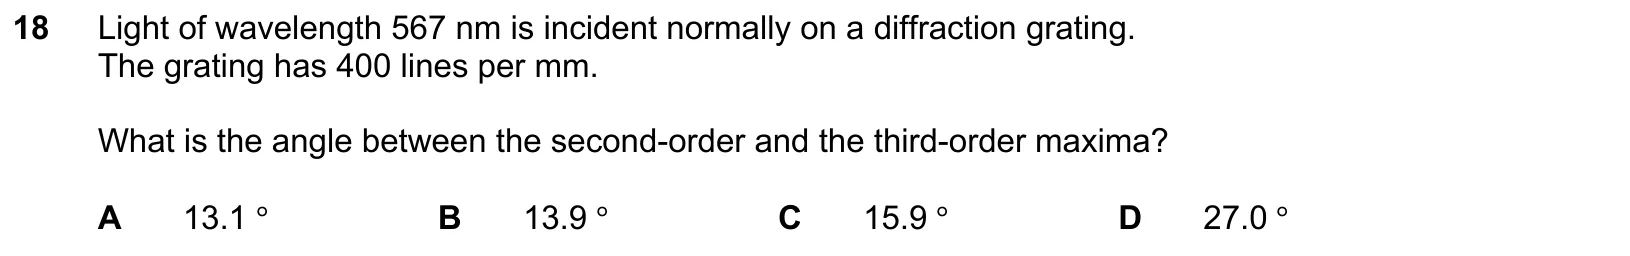 18 Light of wavelength 567 nm is incident normally on a diffraction grating.
The grating has 400 lines per mm.
What is the angle between the second-order and the third-order maxima?
A 13.1 ° B 13.9 ° C 15.9 ° D 27.0 °